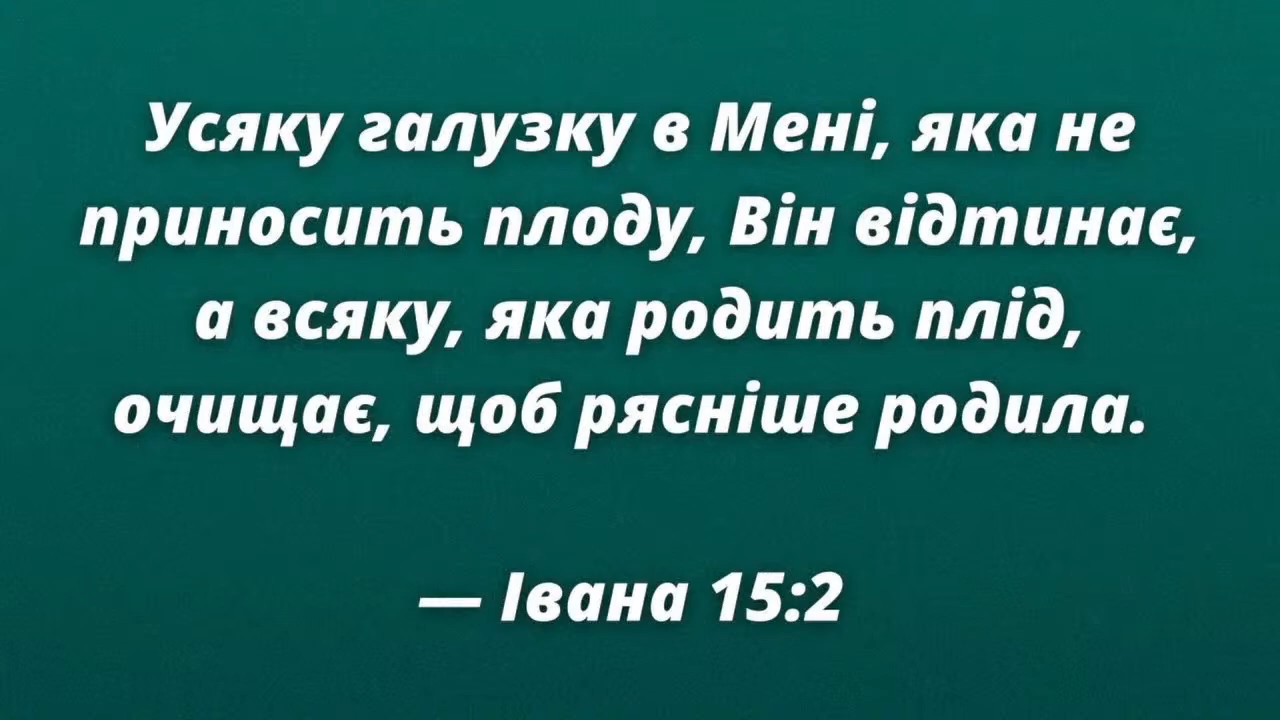 Усяку галузку в Мені, яка не
приносить плоду, Він відтинає,
а всяку, яка родить плід,
очищає, щоб рясніше родила.
— Івана 15:2